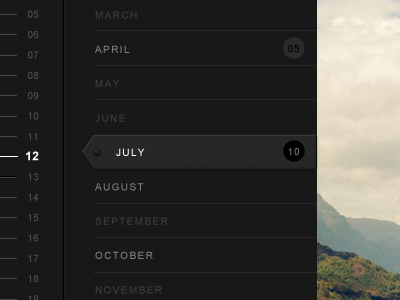 05
06
07
08
09
10
11
12
13
14
15
16
17
18
19
MARCH
APRIL 05
MAY
JUNE
JULY 10
AUGUST
SEPTEMBER
OCTOBER
NOVEMBER